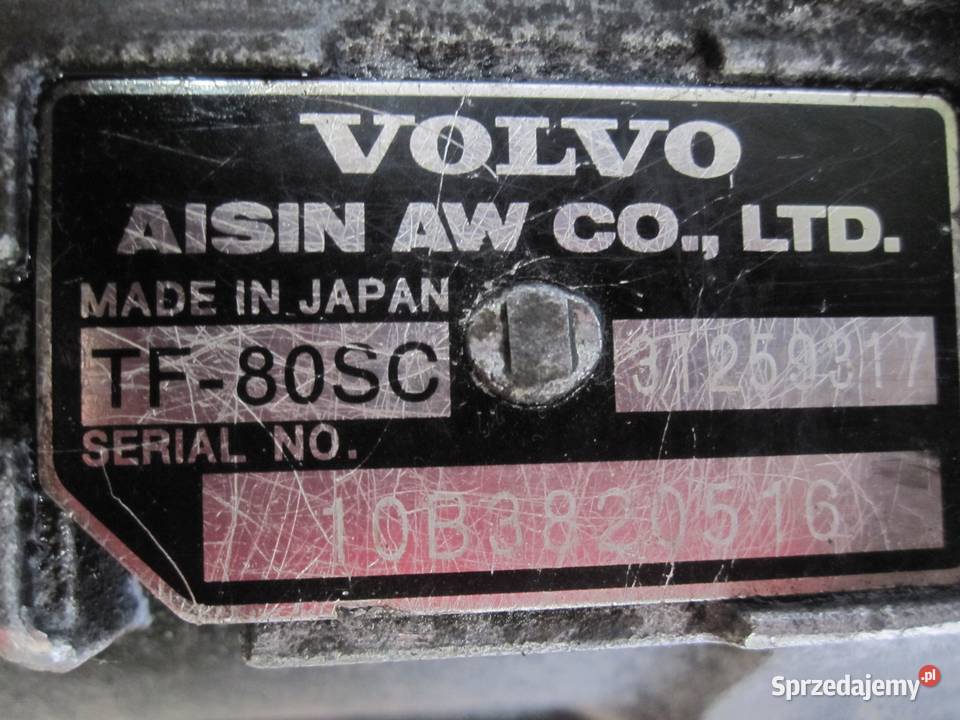 VOLVO
AISIN AW CO., LTD.
MADE IN JAPAN
TF-80SC 31259317
SERIAL NO.
10B3820516
Sprzedajemy.pl